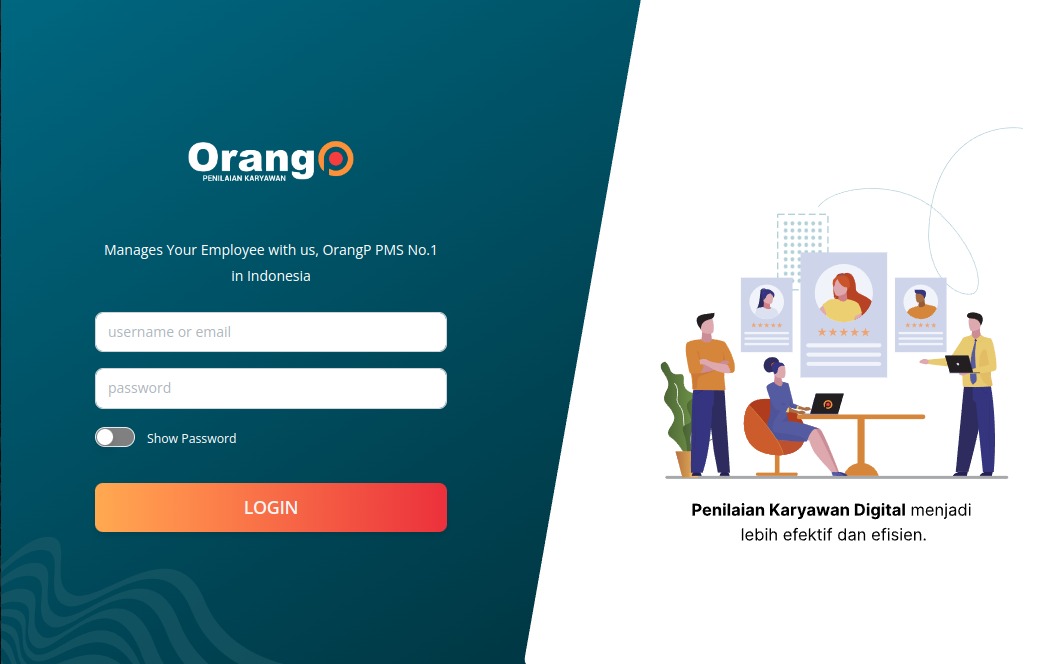 OrangP
PENILAIAN KARYAWAN
Manages Your Employee with us, OrangP PMS No.1
in Indonesia
username or email
password
Show Password
LOGIN
Penilaian Karyawan Digital menjadi
lebih efektif dan efisien.